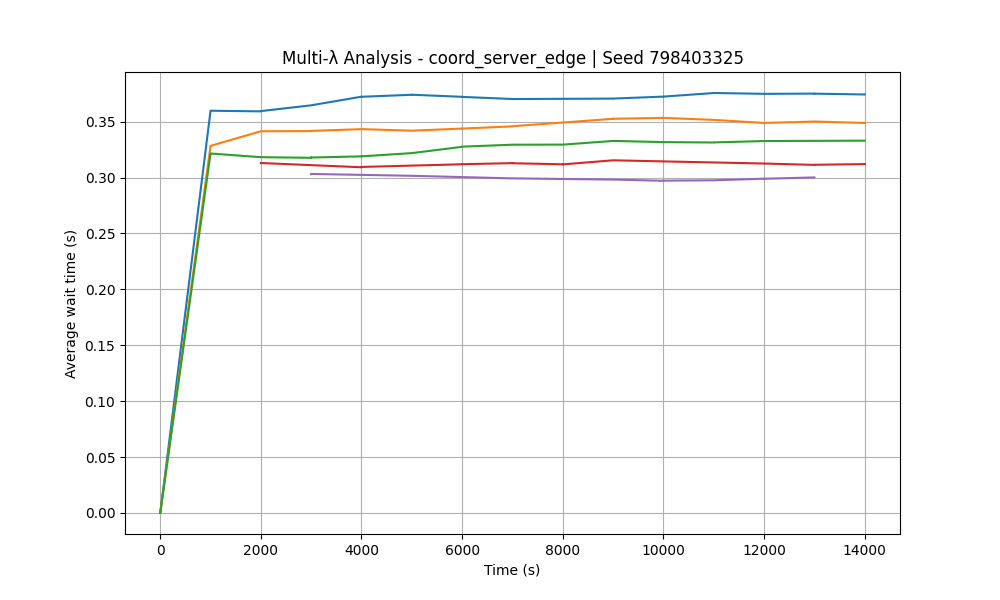 Multi-λ Analysis - coord_server_edge | Seed 798403325
Average wait time (s)
0.35
0.30
0.25
0.20
0.15
0.10
0.05
0.00
0 2000 4000 6000 8000 10000 12000 14000
Time (s)